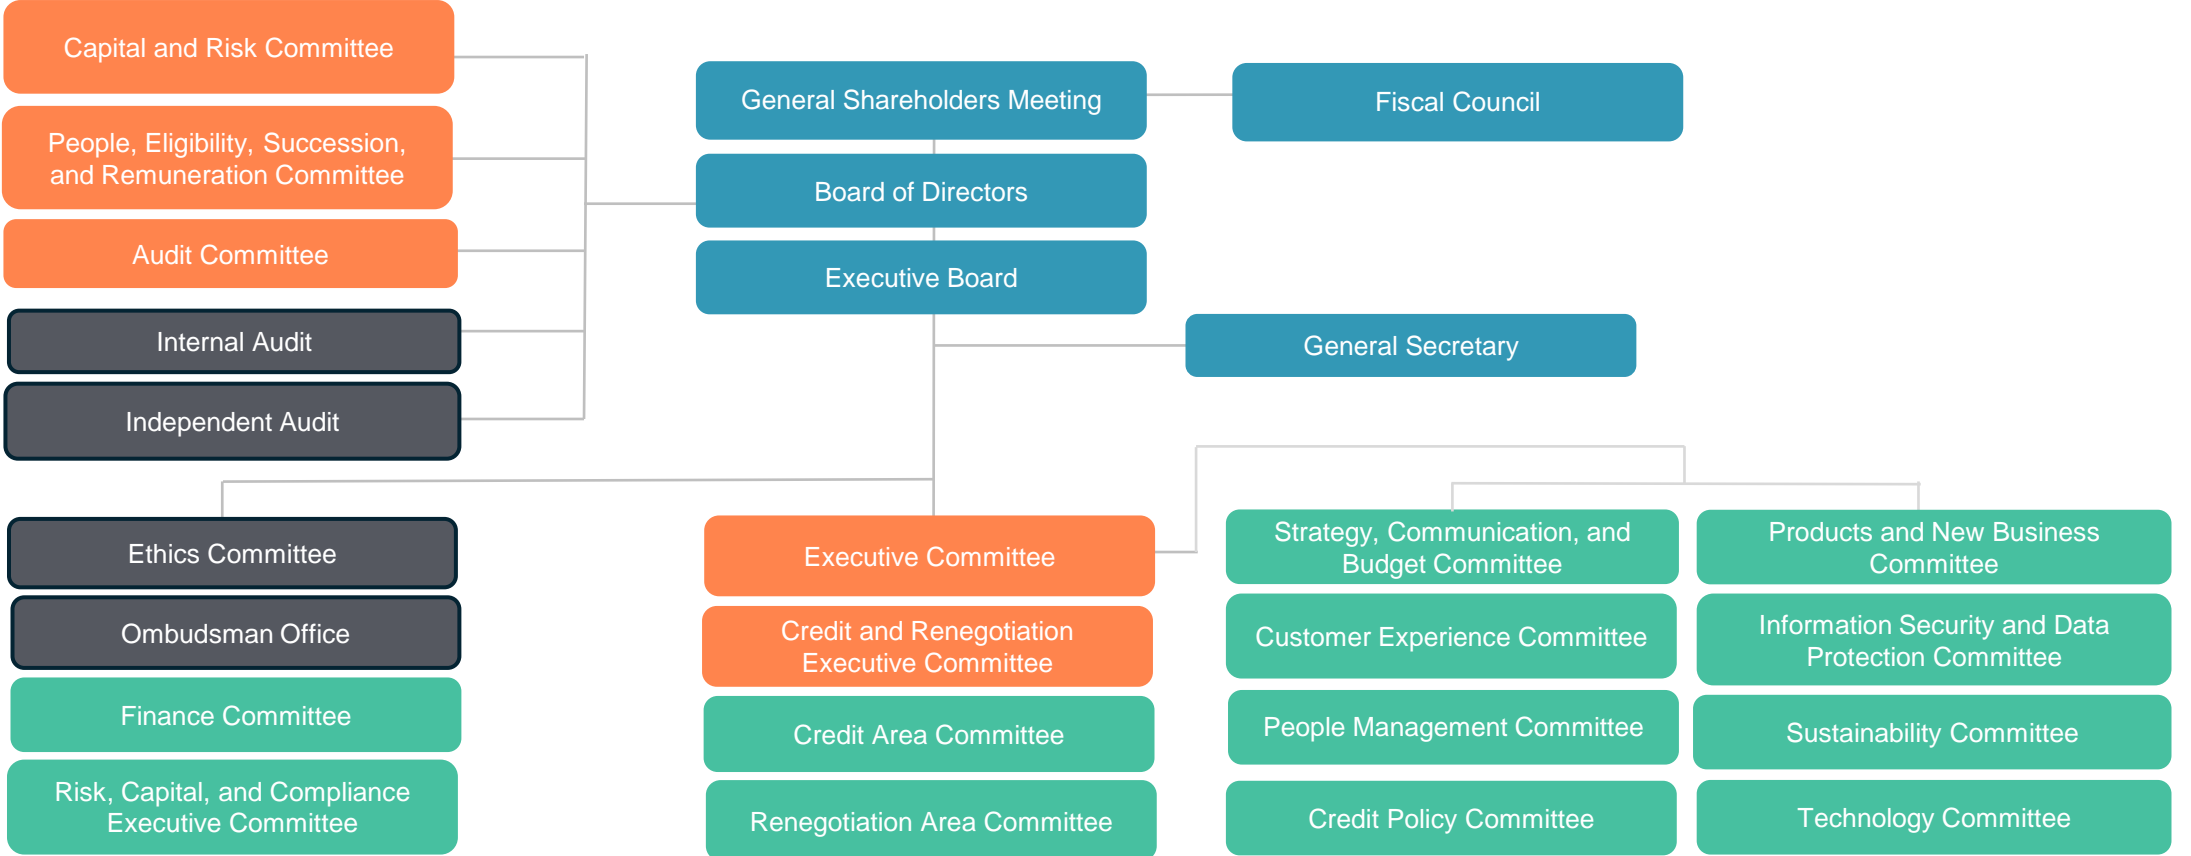 Capital and Risk Committee
People, Eligibility, Succession,
and Remuneration Committee
Audit Committee
Internal Audit
Independent Audit
General Shareholders Meeting
Fiscal Council
Board of Directors
Executive Board
General Secretary
Ethics Committee
Ombudsman Office
Finance Committee
Risk, Capital, and Compliance
Executive Committee
Executive Committee
Credit and Renegotiation
Executive Committee
Credit Area Committee
Renegotiation Area Committee
Strategy, Communication, and
Budget Committee
Customer Experience Committee
People Management Committee
Credit Policy Committee
Products and New Business
Committee
Information Security and Data
Protection Committee
Sustainability Committee
Technology Committee